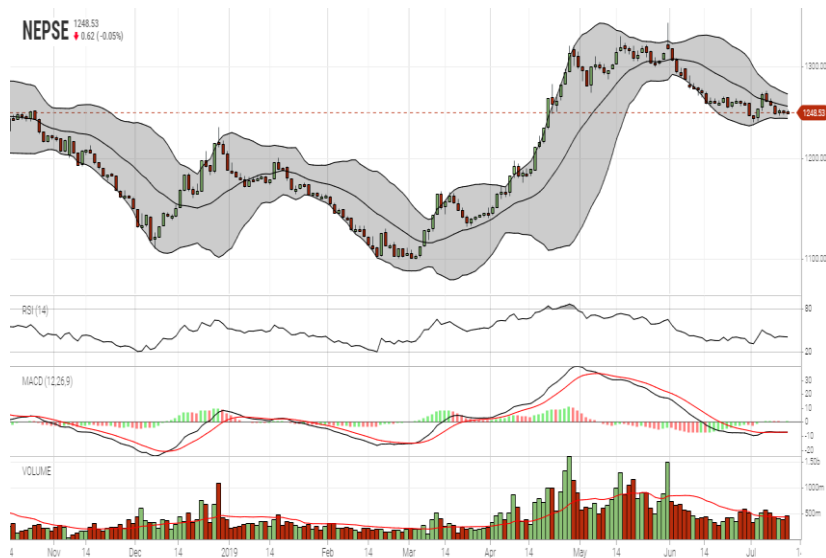 NEPSE 1248.53
0.62 (-0.05%)
1300.00
1248.53
1200.00
1100.00
RSI (14)
80
20
MACD (12,26,9)
30
20
10
0
-10
-20
VOLUME
1.50b
1000m
500m
4 Nov 14 Dec 14 2019 14 Feb 14 Mar 14 Apr 14 May 14 Jun 14 Jul 1